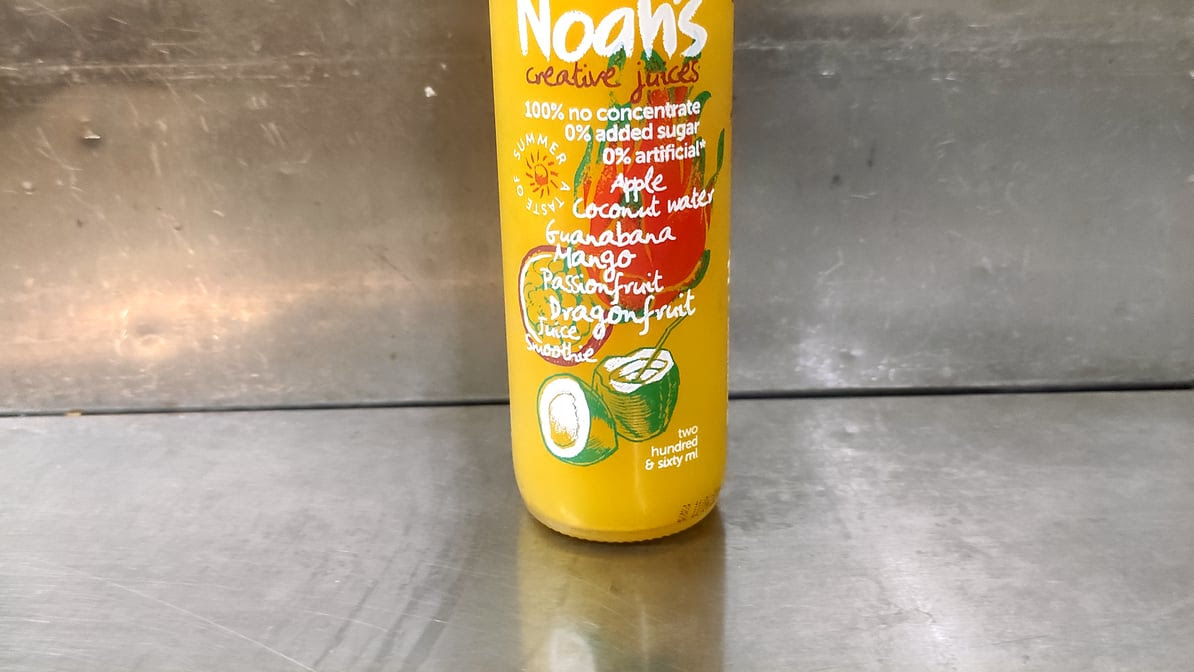 Noah's
creative juices
100% no concentrate
0% added sugar
0% artificial*
A TASTE OF SUMMER
Apple
Coconut water
Guanabana
Mango
Passionfruit
Dragonfruit
Juice
Smoothie
two
hundred
& sixty ml